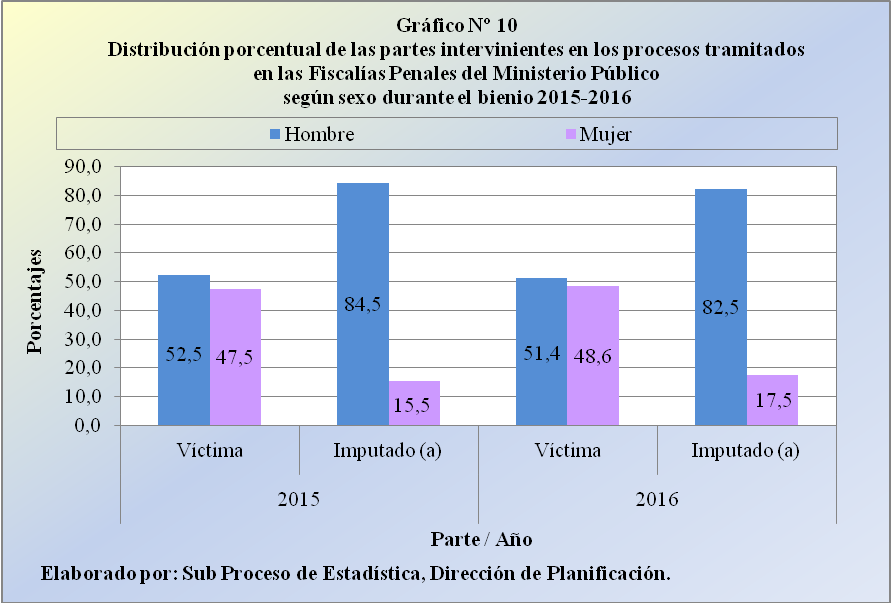 Gráfico Nº 10
Distribución porcentual de las partes intervinientes en los procesos tramitados
en las Fiscalías Penales del Ministerio Público
según sexo durante el bienio 2015-2016
Hombre Mujer
Porcentajes
90,0
80,0
70,0
60,0
50,0
40,0
30,0
20,0
10,0
0,0
52,5 47,5 84,5 15,5 51,4 48,6 82,5 17,5
Víctima Imputado (a) Víctima Imputado (a)
2015 2016
Parte / Año
Elaborado por: Sub Proceso de Estadística, Dirección de Planificación.